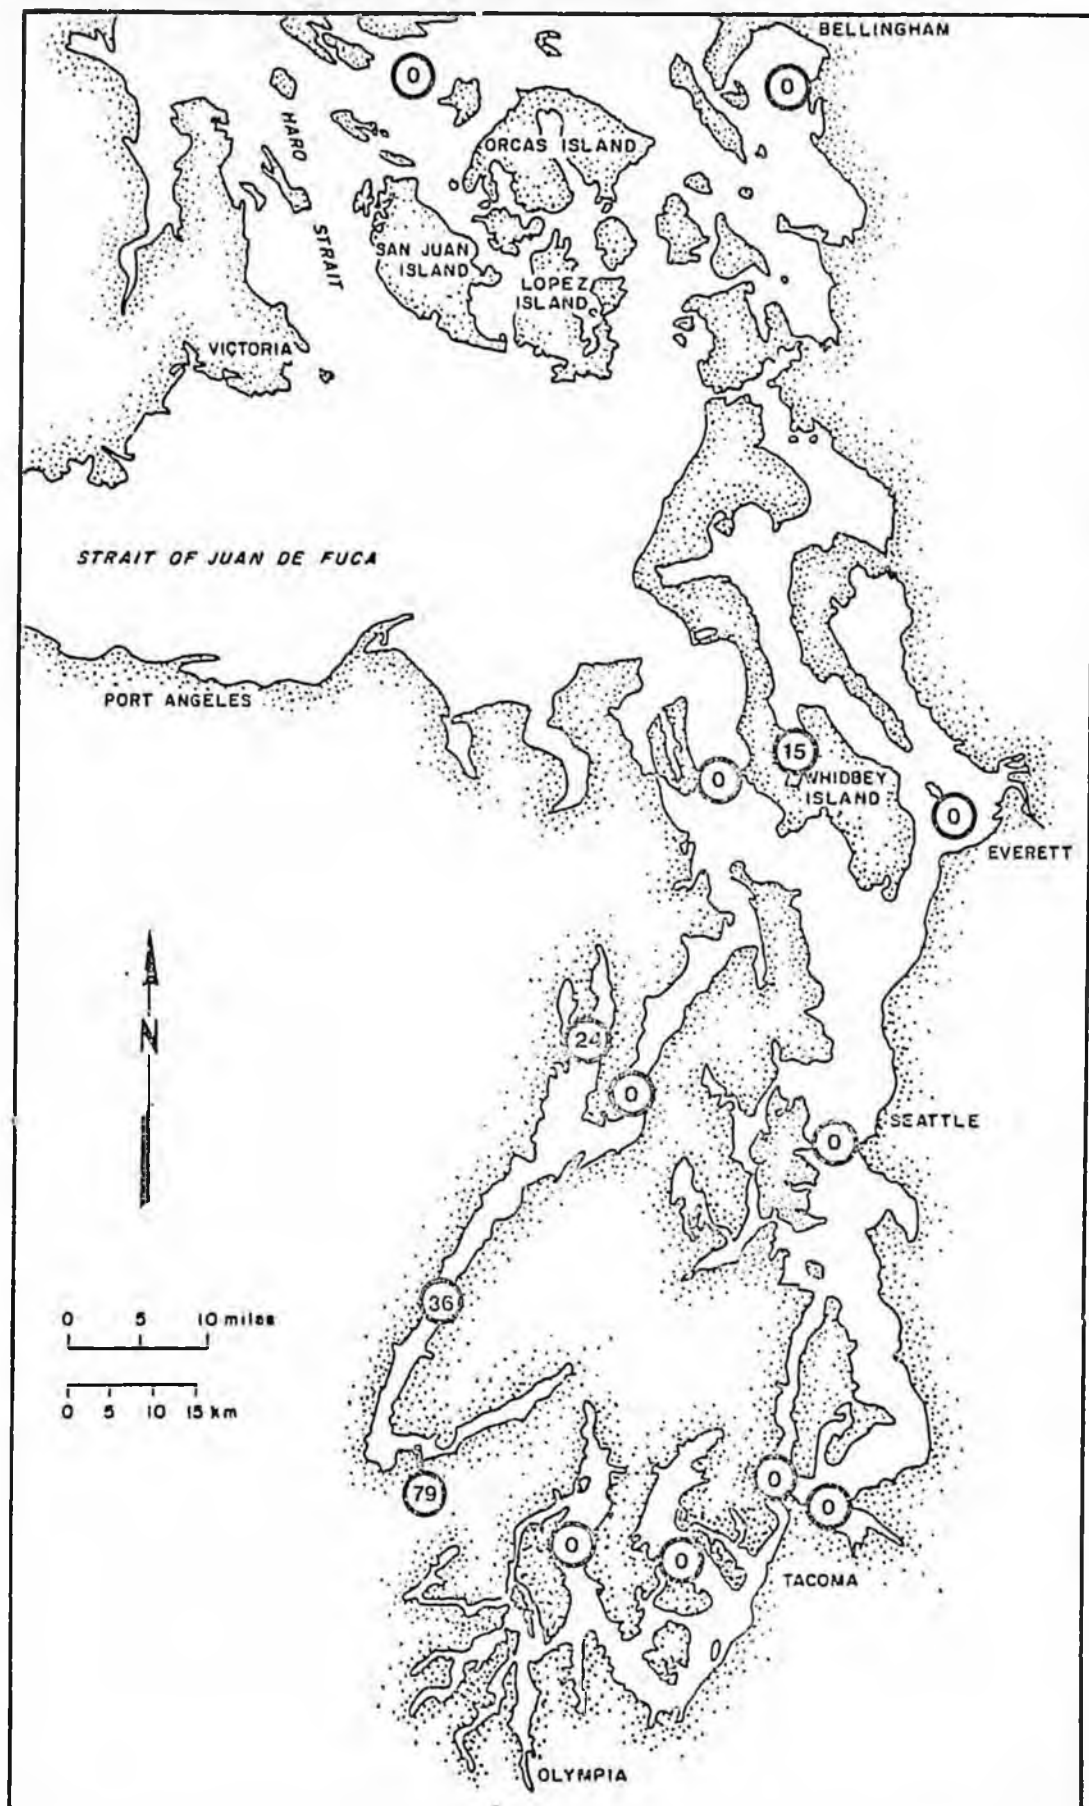 BELLINGHAM
0
0
HARO
STRAIT
ORCAS ISLAND
SAN JUAN
ISLAND
LOPEZ
ISLAND
VICTORIA
STRAIT OF JUAN DE FUCA
PORT ANGELES
15
0
WHIDBEY
ISLAND
0
EVERETT
N
24
0
SEATTLE
0
36
0 5 10 miles
0 5 10 15 km
79
0
0
0
0
TACOMA
OLYMPIA